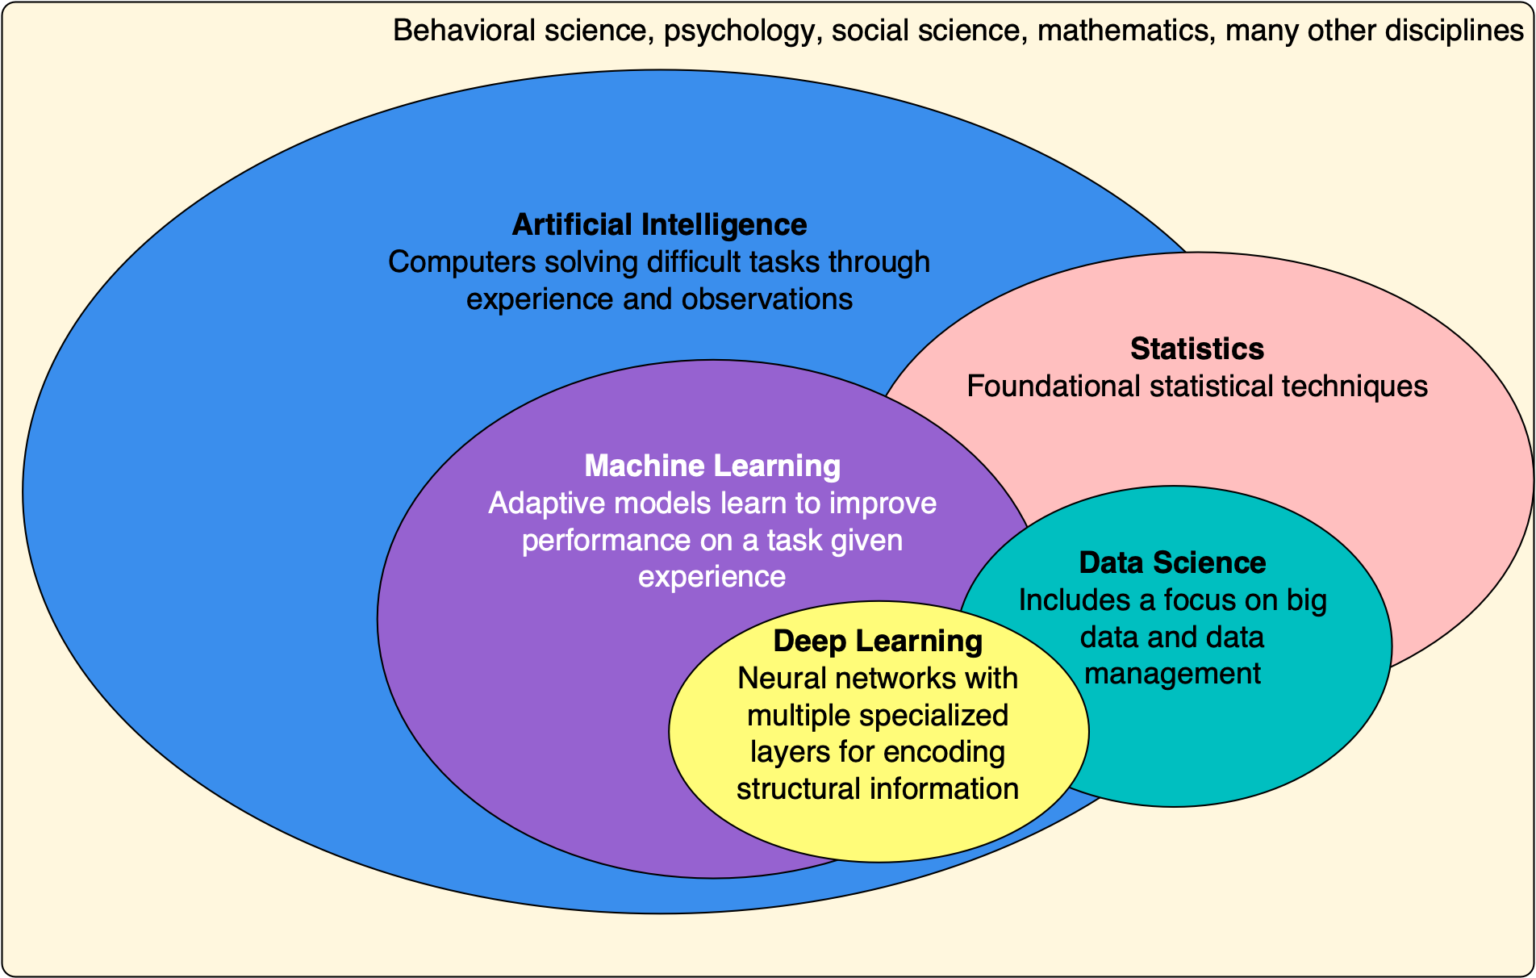 Behavioral science, psychology, social science, mathematics, many other disciplines
Artificial Intelligence
Computers solving difficult tasks through
experience and observations
Statistics
Foundational statistical techniques
Machine Learning
Adaptive models learn to improve
performance on a task given
experience
Data Science
Includes a focus on big
data and data
management
Deep Learning
Neural networks with
multiple specialized
layers for encoding
structural information